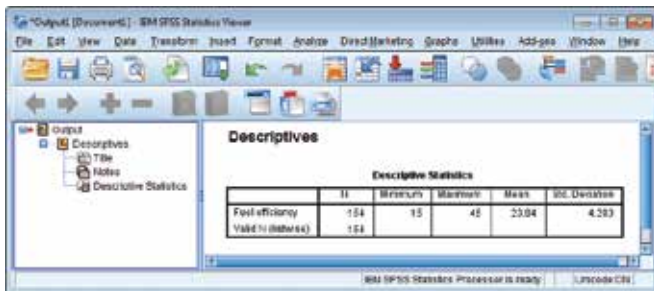 *Output1 [Document1] - IBM SPSS Statistics Viewer
File Edit View Data Transform Insert Format Analyze Direct Marketing Graphs Utilities Add-ons Window Help
Output
Descriptives
Title
Notes
Descriptive Statistics
Descriptives
Descriptive Statistics
N Minimum Maximum Mean Std. Deviation
Fuel efficiency 154 15 45 23.84 4.283
Valid N (listwise) 154
IBM SPSS Statistics Processor is ready Unicode:ON